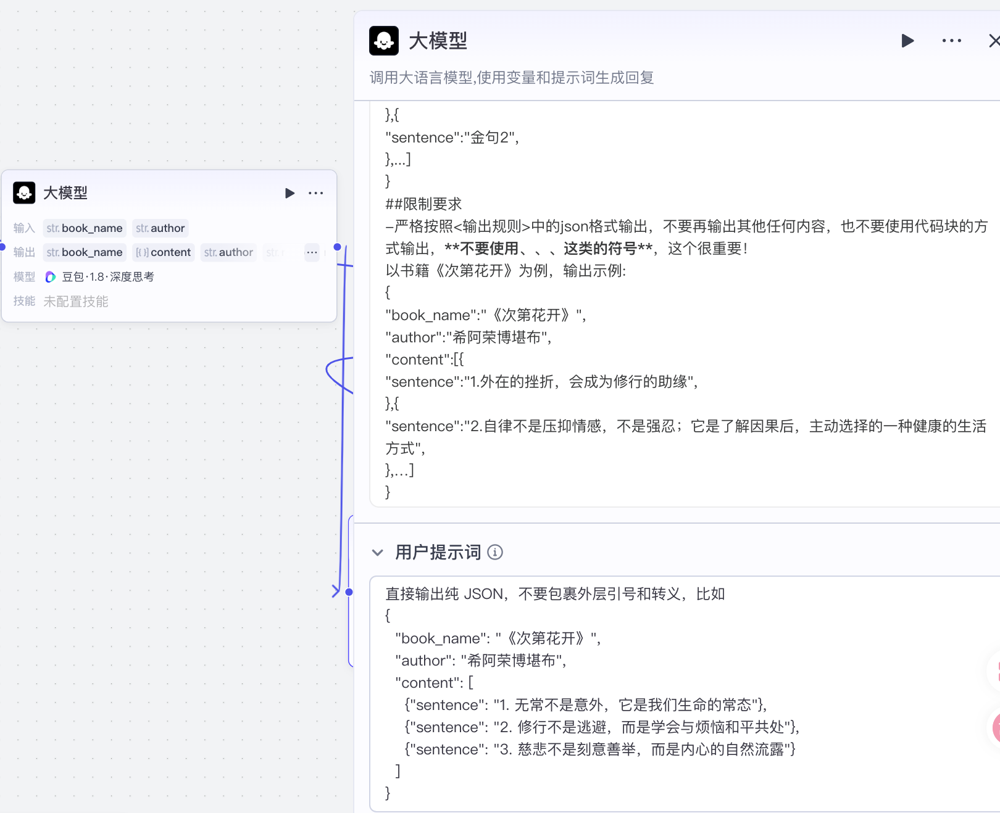 大模型
输入 str. book_name str. author
输出 str. book_name [{}] content str. author str. ...
模型 豆包·1.8·深度思考
技能 未配置技能
大模型
调用大语言模型,使用变量和提示词生成回复
},{
"sentence":"金句2",
},...]
}
##限制要求
–严格按照<输出规则>中的json格式输出，不要再输出其他任何内容，也不要使用代码块的方
式输出，**不要使用、、、这类的符号**，这个很重要！
以书籍《次第花开》为例，输出示例:
{
"book_name":"《次第花开》",
"author":"希阿荣博堪布",
"content":[{
"sentence":"1.外在的挫折，会成为修行的助缘",
},{
"sentence":"2.自律不是压抑情感，不是强忍；它是了解因果后，主动选择的一种健康的生活
方式",
},...]
}
用户提示词
直接输出纯 JSON，不要包裹外层引号和转义，比如
{
"book_name": "《次第花开》",
"author": "希阿荣博堪布",
"content": [
{"sentence": "1. 无常不是意外，它是我们生命的常态"},
{"sentence": "2. 修行不是逃避，而是学会与烦恼和平共处"},
{"sentence": "3. 慈悲不是刻意善举，而是内心的自然流露"}
]
}